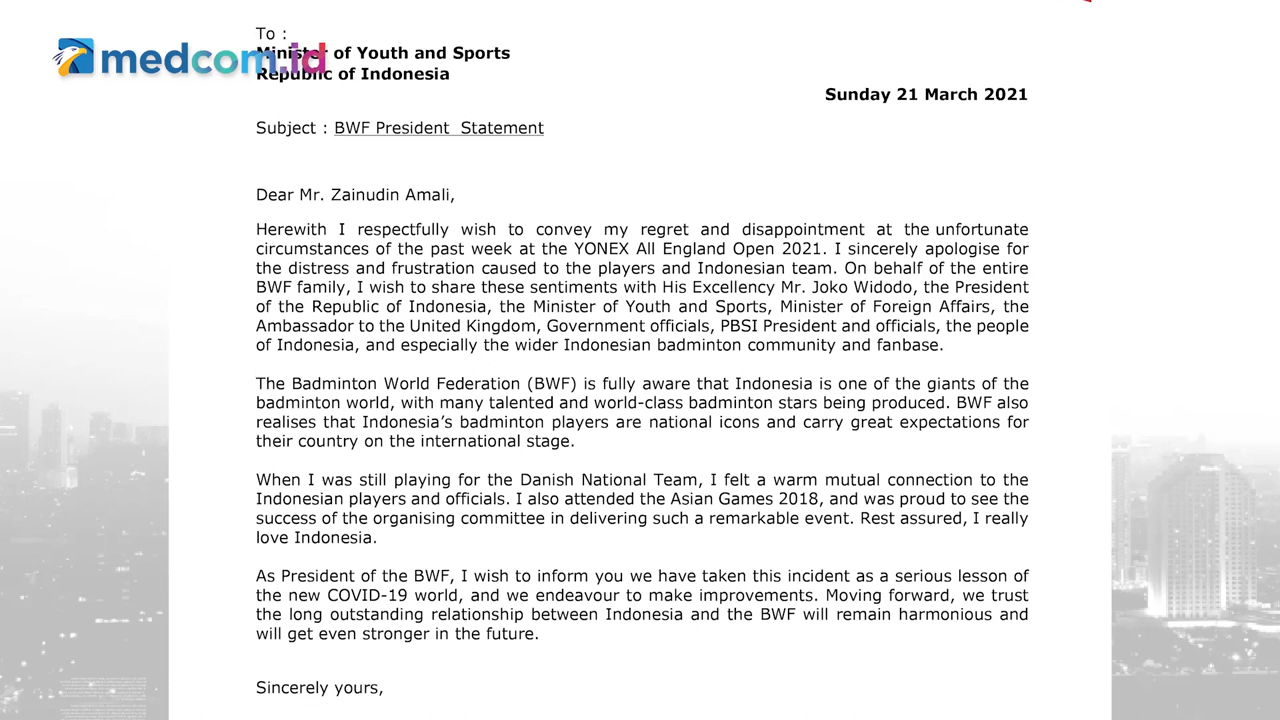 To :
medcom.id
Minister of Youth and Sports
Republic of Indonesia
Sunday 21 March 2021
Subject : BWF President  Statement
Dear Mr. Zainudin Amali,
Herewith I respectfully wish to convey my regret and disappointment at the unfortunate
circumstances of the past week at the YONEX All England Open 2021. I sincerely apologise for
the distress and frustration caused to the players and Indonesian team. On behalf of the entire
BWF family, I wish to share these sentiments with His Excellency Mr. Joko Widodo, the President
of the Republic of Indonesia, the Minister of Youth and Sports, Minister of Foreign Affairs, the
Ambassador to the United Kingdom, Government officials, PBSI President and officials, the people
of Indonesia, and especially the wider Indonesian badminton community and fanbase.
The Badminton World Federation (BWF) is fully aware that Indonesia is one of the giants of the
badminton world, with many talented and world-class badminton stars being produced. BWF also
realises that Indonesia’s badminton players are national icons and carry great expectations for
their country on the international stage.
When I was still playing for the Danish National Team, I felt a warm mutual connection to the
Indonesian players and officials. I also attended the Asian Games 2018, and was proud to see the
success of the organising committee in delivering such a remarkable event. Rest assured, I really
love Indonesia.
As President of the BWF, I wish to inform you we have taken this incident as a serious lesson of
the new COVID-19 world, and we endeavour to make improvements. Moving forward, we trust
the long outstanding relationship between Indonesia and the BWF will remain harmonious and
will get even stronger in the future.
Sincerely yours,